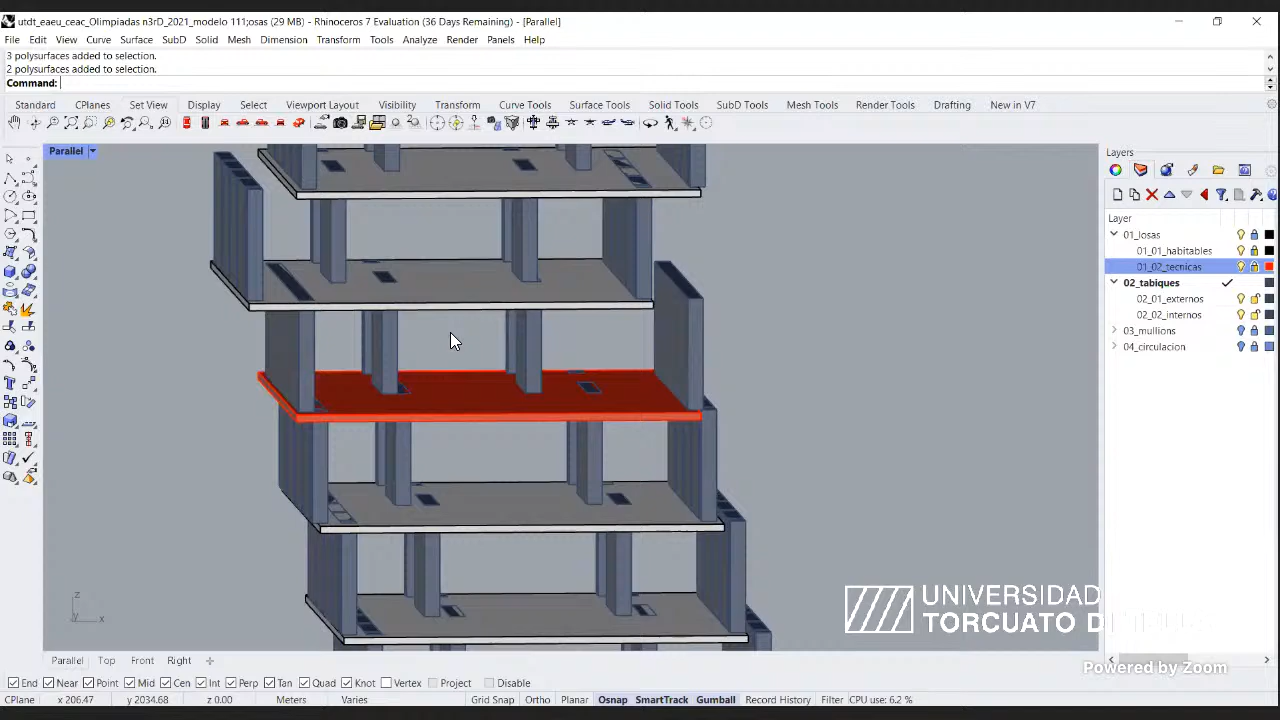 utdt_eaeu_ceac_Olimpiadas n3rD_2021_modelo 111;osas (29 MB) - Rhinoceros 7 Evaluation (36 Days Remaining) - [Parallel]
File Edit View Curve Surface SubD Solid Mesh Dimension Transform Tools Analyze Render Panels Help
3 polysurfaces added to selection.
2 polysurfaces added to selection.
Command:
Standard CPlanes Set View Display Select Viewport Layout Visibility Transform Curve Tools Surface Tools Solid Tools SubD Tools Mesh Tools Render Tools Drafting New in V7
Parallel
Layers
Layer
01_losas
01_01_habitables
01_02_tecnicas
02_tabiques
02_01_externos
02_02_internos
03_mullions
04_circulacion
z
y x
UNIVERSIDAD
TORCUATO
Powered by Zoom
Parallel Top Front Right
End Near Point Mid Cen Int Perp Tan Quad Knot Vertex Project Disable
CPlane x 206.47 y 2034.68 z 0.00 Meters Varies Grid Snap Ortho Planar Osnap SmartTrack Gumball Record History Filter CPU use: 6.2 %